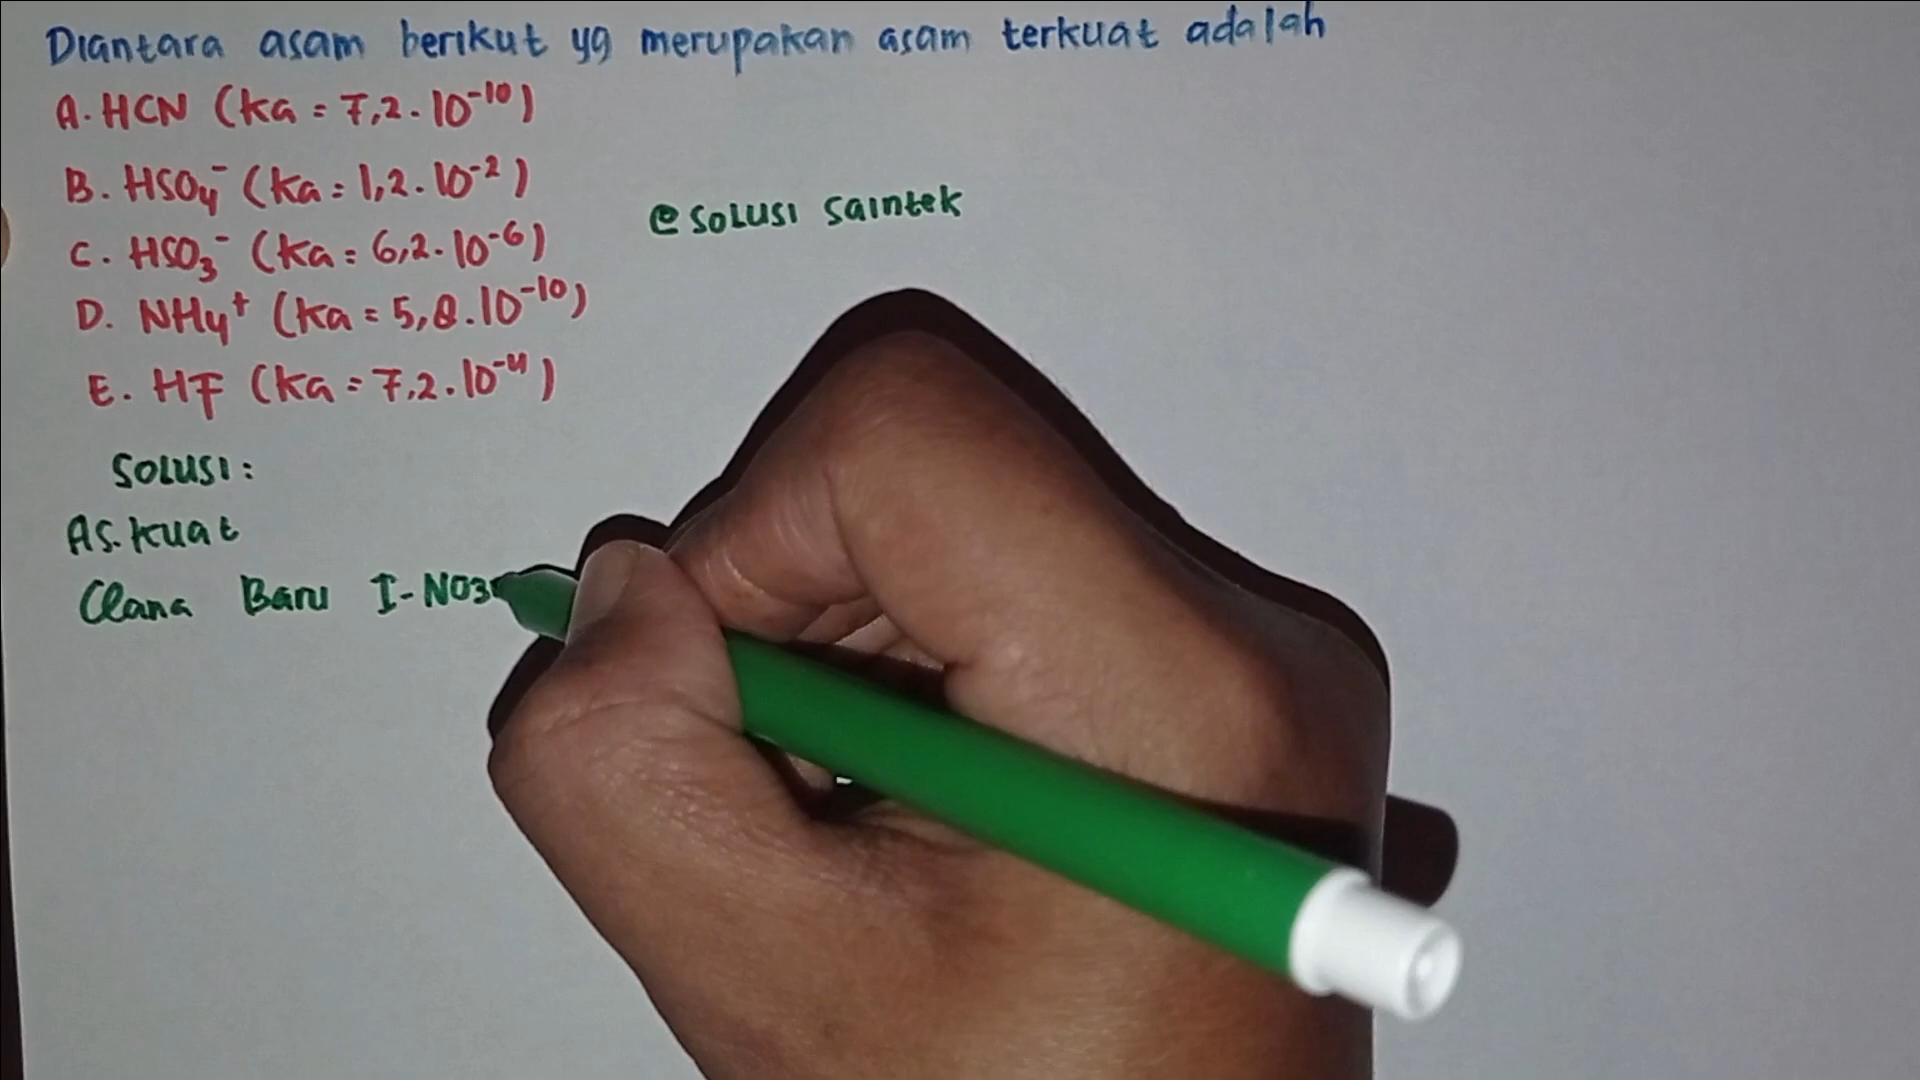 Diantara asam berikut yg merupakan asam terkuat adalah
A. HCN (Ka = 7,2 . 10⁻¹⁰)
B. HSO₄⁻ (Ka = 1,2 . 10⁻²)
C. HSO₃⁻ (Ka = 6,2 . 10⁻⁶)
@ SOLUSI Saintek
D. NH₄⁺ (Ka = 5,8 . 10⁻¹⁰)
E. HF (Ka = 7,2 . 10⁻⁴)
SOLUSI :
AS. Kuat
Clana Baru I - NO3